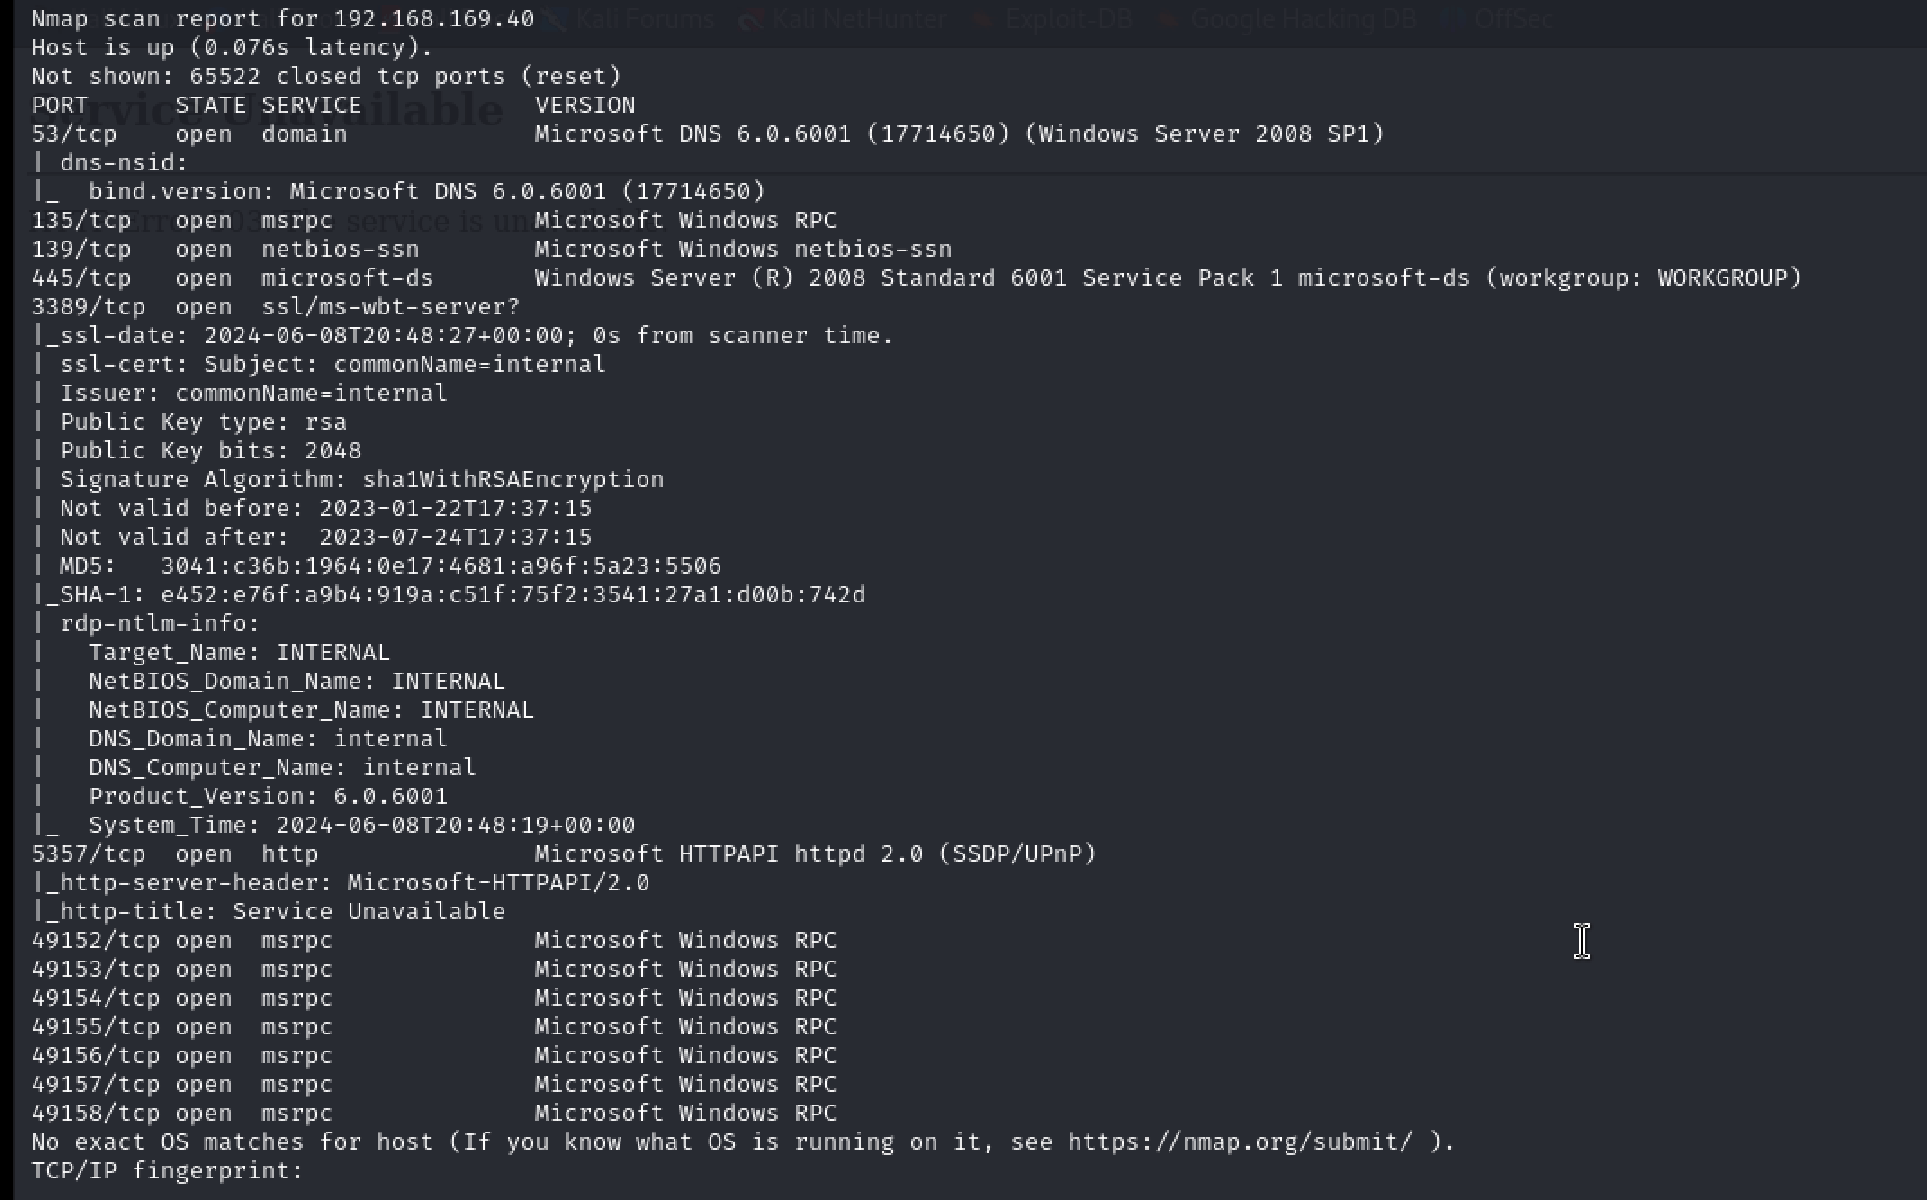 Kali Forums Kali NetHunter Exploit-DB Google Hacking DB OffSec
Nmap scan report for 192.168.169.40
Host is up (0.076s latency).
Not shown: 65522 closed tcp ports (reset)
Service Unavailable
PORT     STATE SERVICE            VERSION
53/tcp    open  domain             Microsoft DNS 6.0.6001 (17714650) (Windows Server 2008 SP1)
| dns-nsid:
|_  bind.version: Microsoft DNS 6.0.6001 (17714650)
135/tcp   open  msrpc              Microsoft Windows RPC
service is unavailable.
139/tcp   open  netbios-ssn        Microsoft Windows netbios-ssn
445/tcp   open  microsoft-ds       Windows Server (R) 2008 Standard 6001 Service Pack 1 microsoft-ds (workgroup: WORKGROUP)
3389/tcp  open  ssl/ms-wbt-server?
|_ssl-date: 2024-06-08T20:48:27+00:00; 0s from scanner time.
| ssl-cert: Subject: commonName=internal
| Issuer: commonName=internal
| Public Key type: rsa
| Public Key bits: 2048
| Signature Algorithm: sha1WithRSAEncryption
| Not valid before: 2023-01-22T17:37:15
| Not valid after:  2023-07-24T17:37:15
| MD5:   3041:c36b:1964:0e17:4681:a96f:5a23:5506
|_SHA-1: e452:e76f:a9b4:919a:c51f:75f2:3541:27a1:d00b:742d
| rdp-ntlm-info:
|   Target_Name: INTERNAL
|   NetBIOS_Domain_Name: INTERNAL
|   NetBIOS_Computer_Name: INTERNAL
|   DNS_Domain_Name: internal
|   DNS_Computer_Name: internal
|   Product_Version: 6.0.6001
|_  System_Time: 2024-06-08T20:48:19+00:00
5357/tcp  open  http               Microsoft HTTPAPI httpd 2.0 (SSDP/UPnP)
|_http-server-header: Microsoft-HTTPAPI/2.0
|_http-title: Service Unavailable
49152/tcp open  msrpc              Microsoft Windows RPC
49153/tcp open  msrpc              Microsoft Windows RPC
49154/tcp open  msrpc              Microsoft Windows RPC
49155/tcp open  msrpc              Microsoft Windows RPC
49156/tcp open  msrpc              Microsoft Windows RPC
49157/tcp open  msrpc              Microsoft Windows RPC
49158/tcp open  msrpc              Microsoft Windows RPC
No exact OS matches for host (If you know what OS is running on it, see https://nmap.org/submit/ ).
TCP/IP fingerprint: